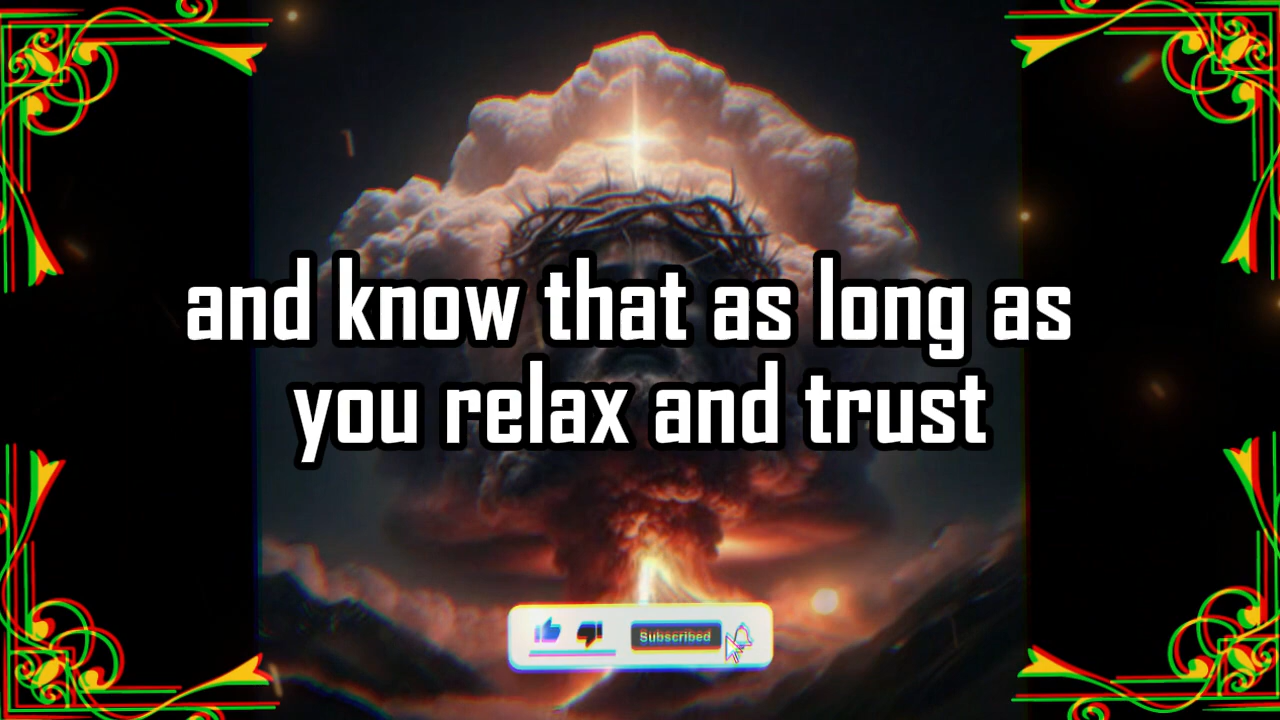 and know that as long as
you relax and trust
Subscribed